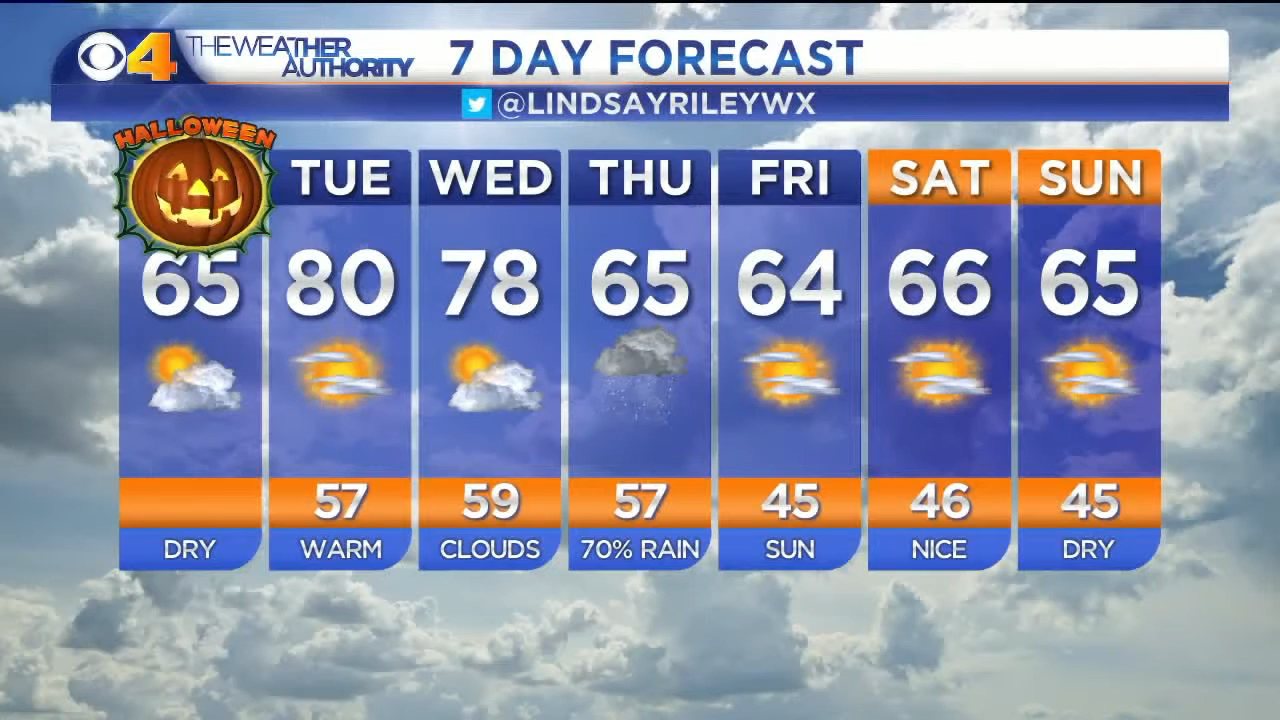 4 THE WEATHER AUTHORITY
7 DAY FORECAST
@LINDSAYRILEYWX
HALLOWEEN TUE WED THU FRI SAT SUN
65 80 78 65 64 66 65
57 59 57 45 46 45
DRY WARM CLOUDS 70% RAIN SUN NICE DRY